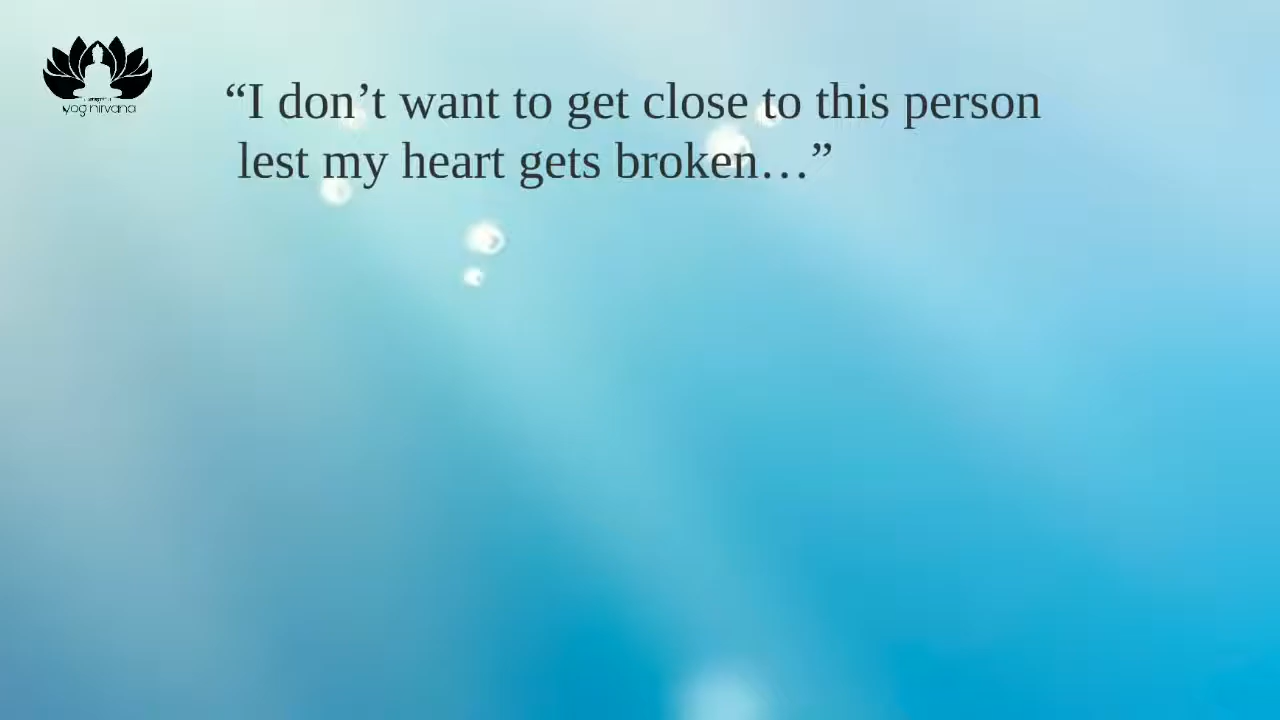 yog nirvana
“I don’t want to get close to this person
lest my heart gets broken…”